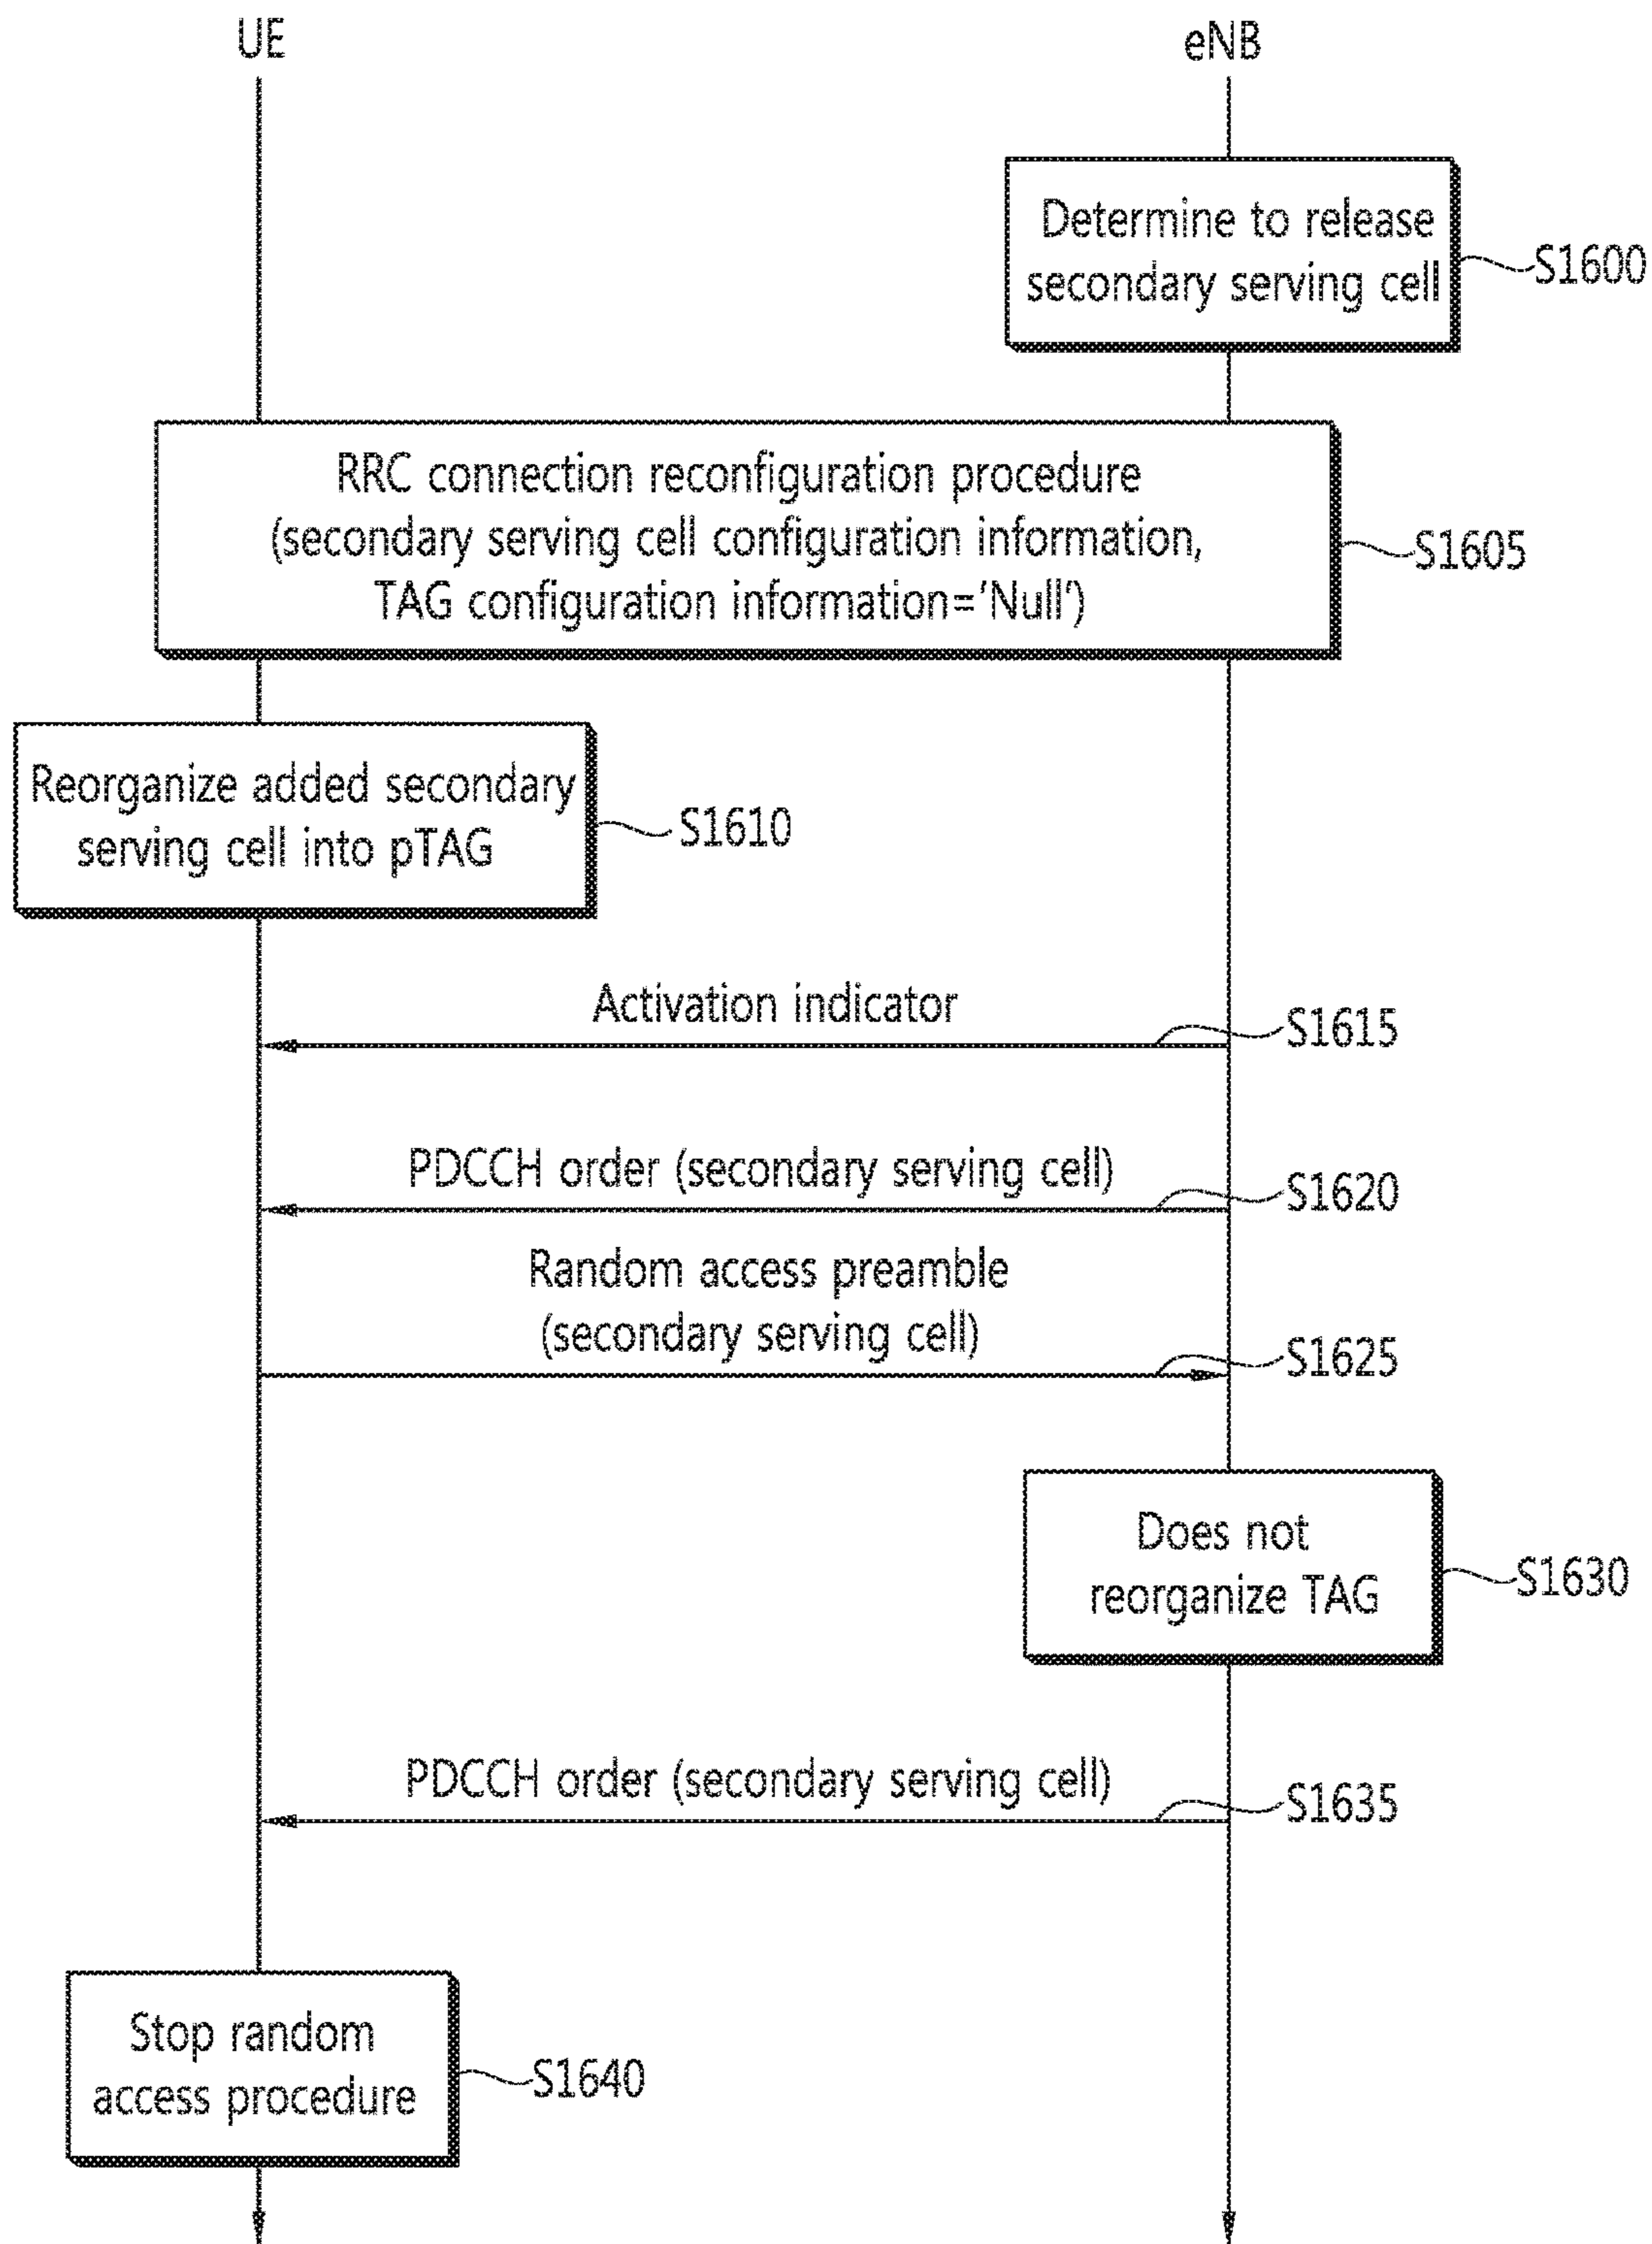 UE
eNB
Determine to release
secondary serving cell
S1600
RRC connection reconfiguration procedure
(secondary serving cell configuration information,
TAG configuration information='Null')
S1605
Reorganize added secondary
serving cell into pTAG
S1610
Activation indicator
S1615
PDCCH order (secondary serving cell)
S1620
Random access preamble
(secondary serving cell)
S1625
Does not
reorganize TAG
S1630
PDCCH order (secondary serving cell)
S1635
Stop random
access procedure
S1640